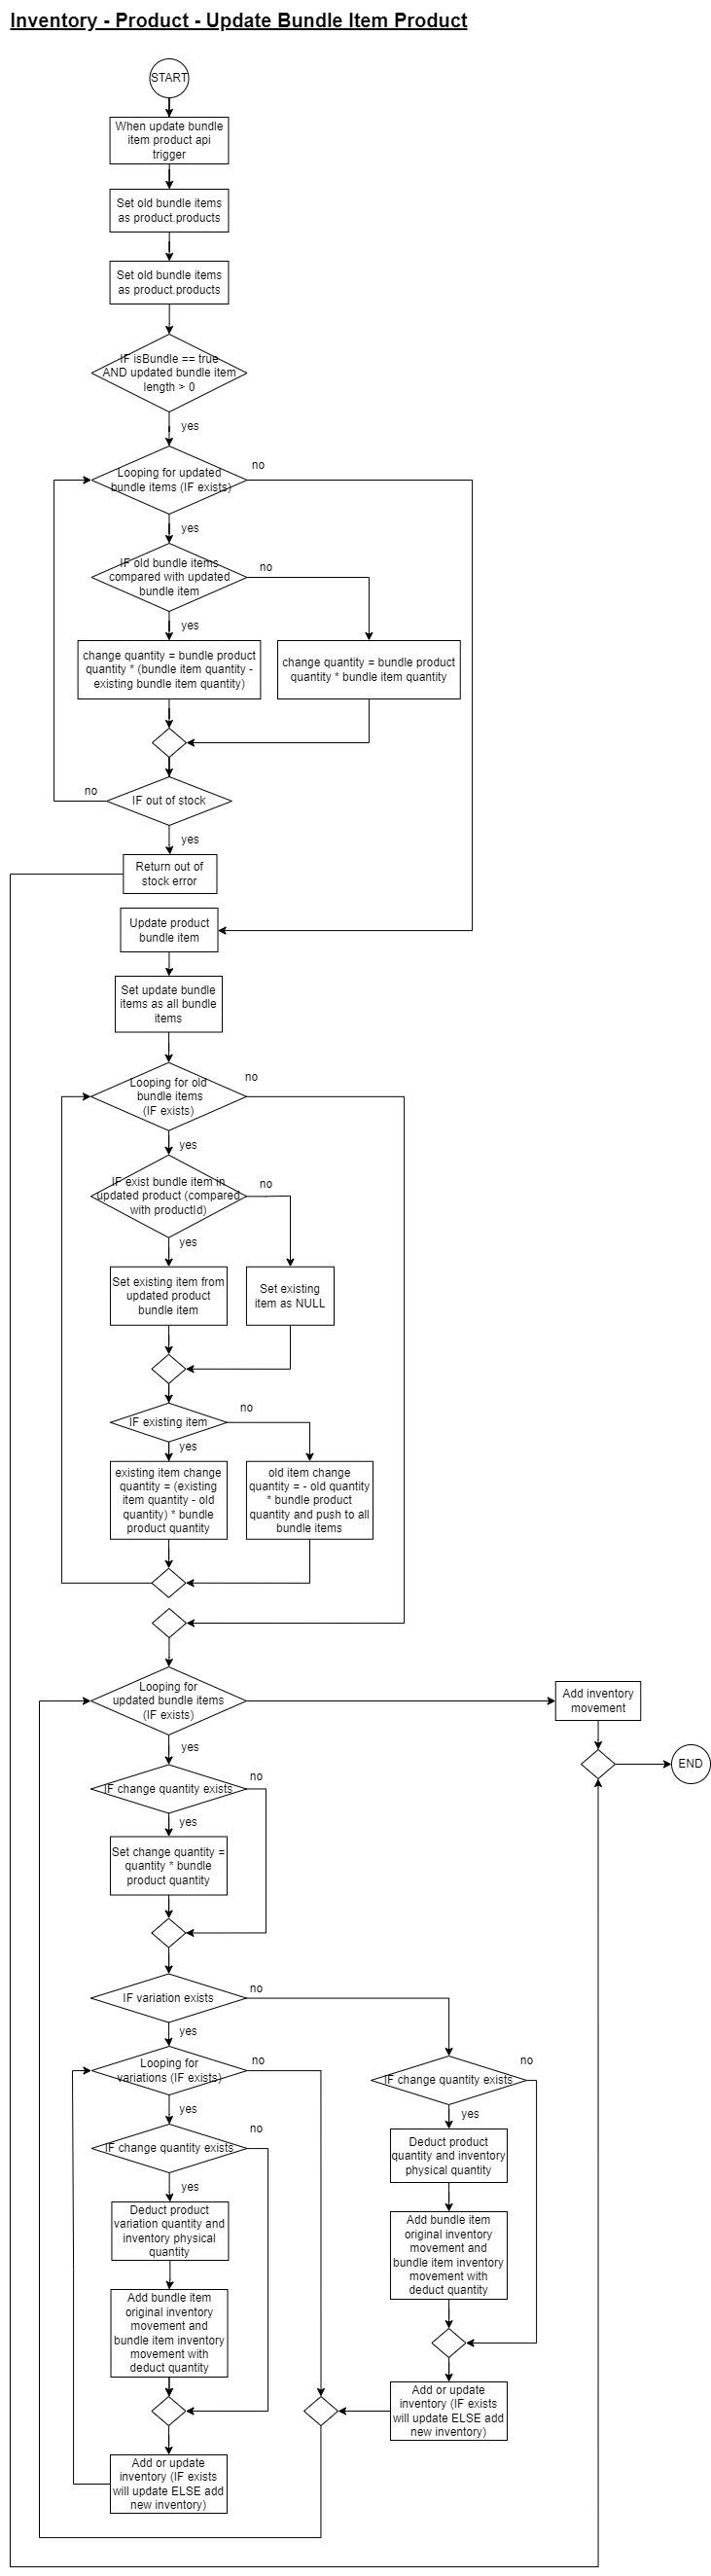 Inventory - Product - Update Bundle Item Product
START
When update bundle
item product api
trigger
Set old bundle items
as product.products
Set old bundle items
as product.products
IF isBundle == true
AND updated bundle item
length > 0
yes
Looping for updated
bundle items (IF exists)
no
yes
IF old bundle items
compared with updated
bundle item
no
yes
change quantity = bundle product
quantity * (bundle item quantity -
existing bundle item quantity)
change quantity = bundle product
quantity * bundle item quantity
IF out of stock
no
yes
Return out of
stock error
Update product
bundle item
Set update bundle
items as all bundle
items
Looping for old
bundle items
(IF exists)
no
yes
IF exist bundle item in
updated product (compared
with productId)
no
yes
Set existing item from
updated product
bundle item
Set existing
item as NULL
IF existing item
no
yes
existing item change
quantity = (existing
item quantity - old
quantity) * bundle
product quantity
old item change
quantity = - old quantity
* bundle product
quantity and push to all
bundle items
Looping for
updated bundle items
(IF exists)
Add inventory
movement
yes
END
IF change quantity exists
no
yes
Set change quantity =
quantity * bundle
product quantity
IF variation exists
no
yes
Looping for
variations (IF exists)
no
yes
IF change quantity exists
no
yes
IF change quantity exists
no
yes
Deduct product
quantity and inventory
physical quantity
Deduct product
variation quantity and
inventory physical
quantity
Add bundle item
original inventory
movement and
bundle item inventory
movement with
deduct quantity
Add bundle item
original inventory
movement and
bundle item inventory
movement with
deduct quantity
Add or update
inventory (IF exists
will update ELSE add
new inventory)
Add or update
inventory (IF exists
will update ELSE add
new inventory)